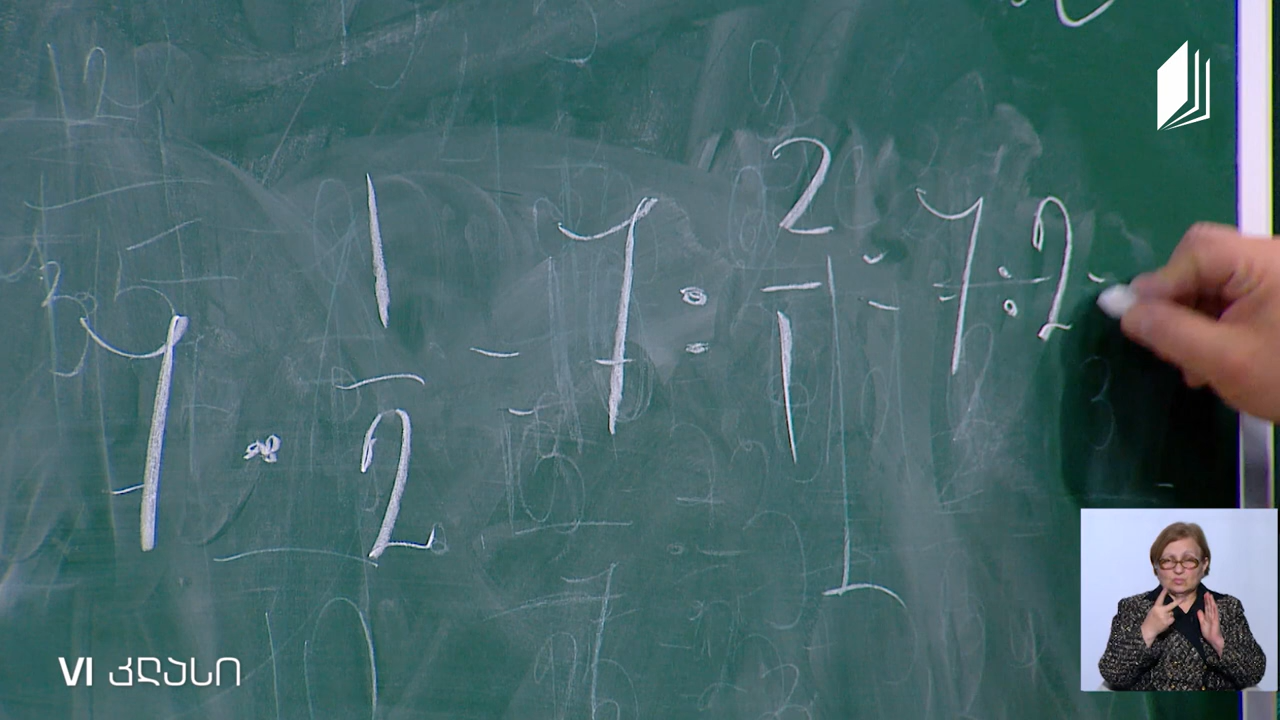 7 · 1/2 = 7 : 2/1 = 7 : 2 =
VI კლასი